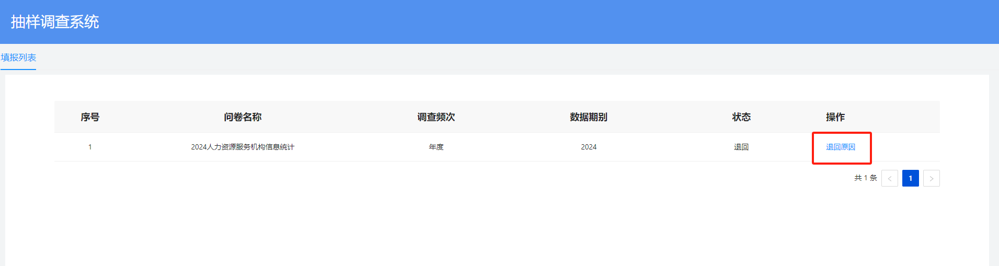 抽样调查系统
填报列表
序号 问卷名称 调查频次 数据期别 状态 操作
1 2024人力资源服务机构信息统计 年度 2024 退回 退回原因
共 1 条 < 1 >